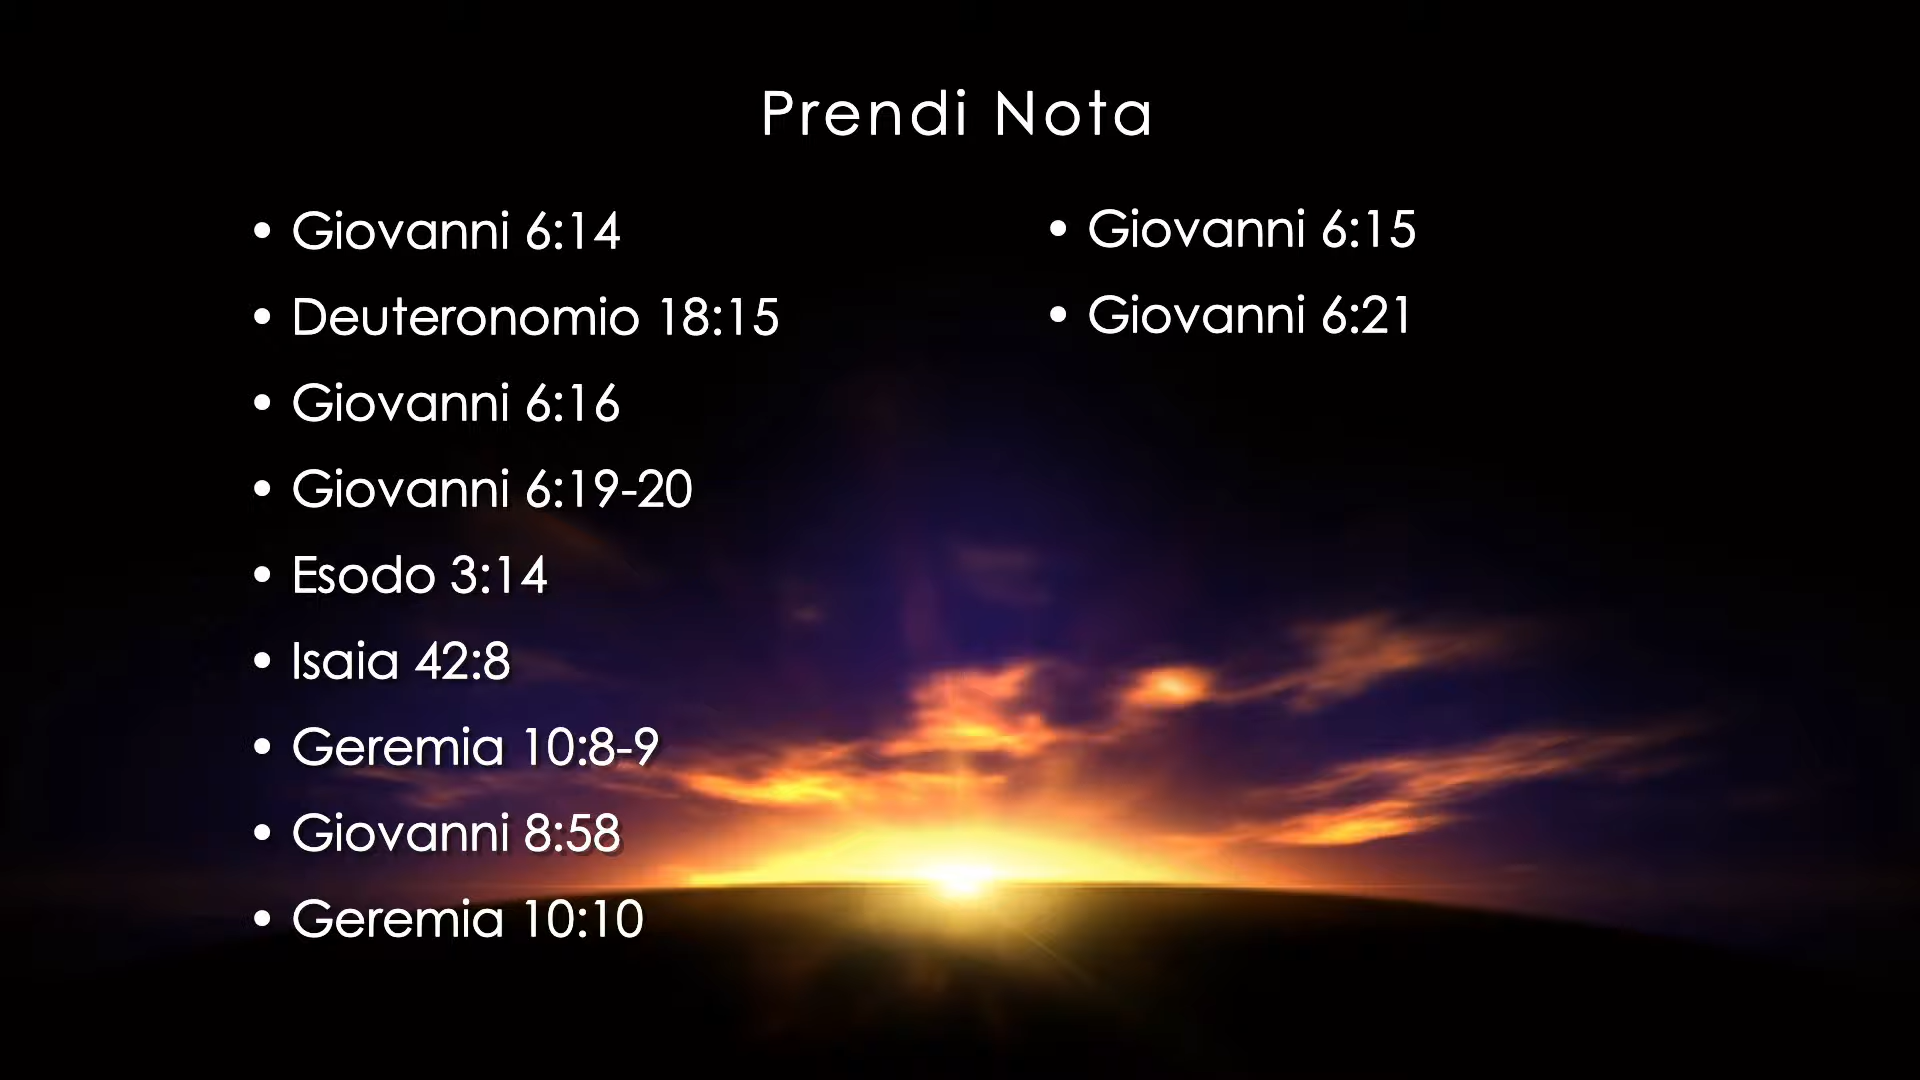 Prendi Nota
• Giovanni 6:14
• Deuteronomio 18:15
• Giovanni 6:16
• Giovanni 6:19-20
• Esodo 3:14
• Isaia 42:8
• Geremia 10:8-9
• Giovanni 8:58
• Geremia 10:10
• Giovanni 6:15
• Giovanni 6:21